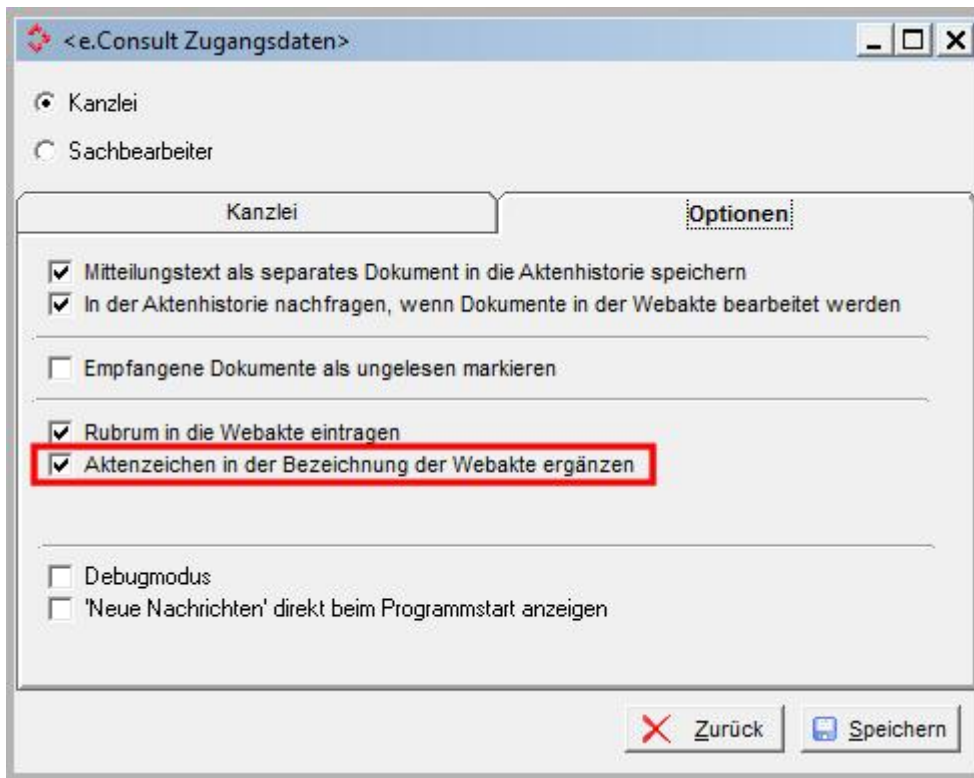 <e.Consult Zugangsdaten>
Kanzlei
Sachbearbeiter
Kanzlei Optionen
Mitteilungstext als separates Dokument in die Aktenhistorie speichern
In der Aktenhistorie nachfragen, wenn Dokumente in der Webakte bearbeitet werden
Empfangene Dokumente als ungelesen markieren
Rubrum in die Webakte eintragen
Aktenzeichen in der Bezeichnung der Webakte ergänzen
Debugmodus
'Neue Nachrichten' direkt beim Programmstart anzeigen
Zurück Speichern